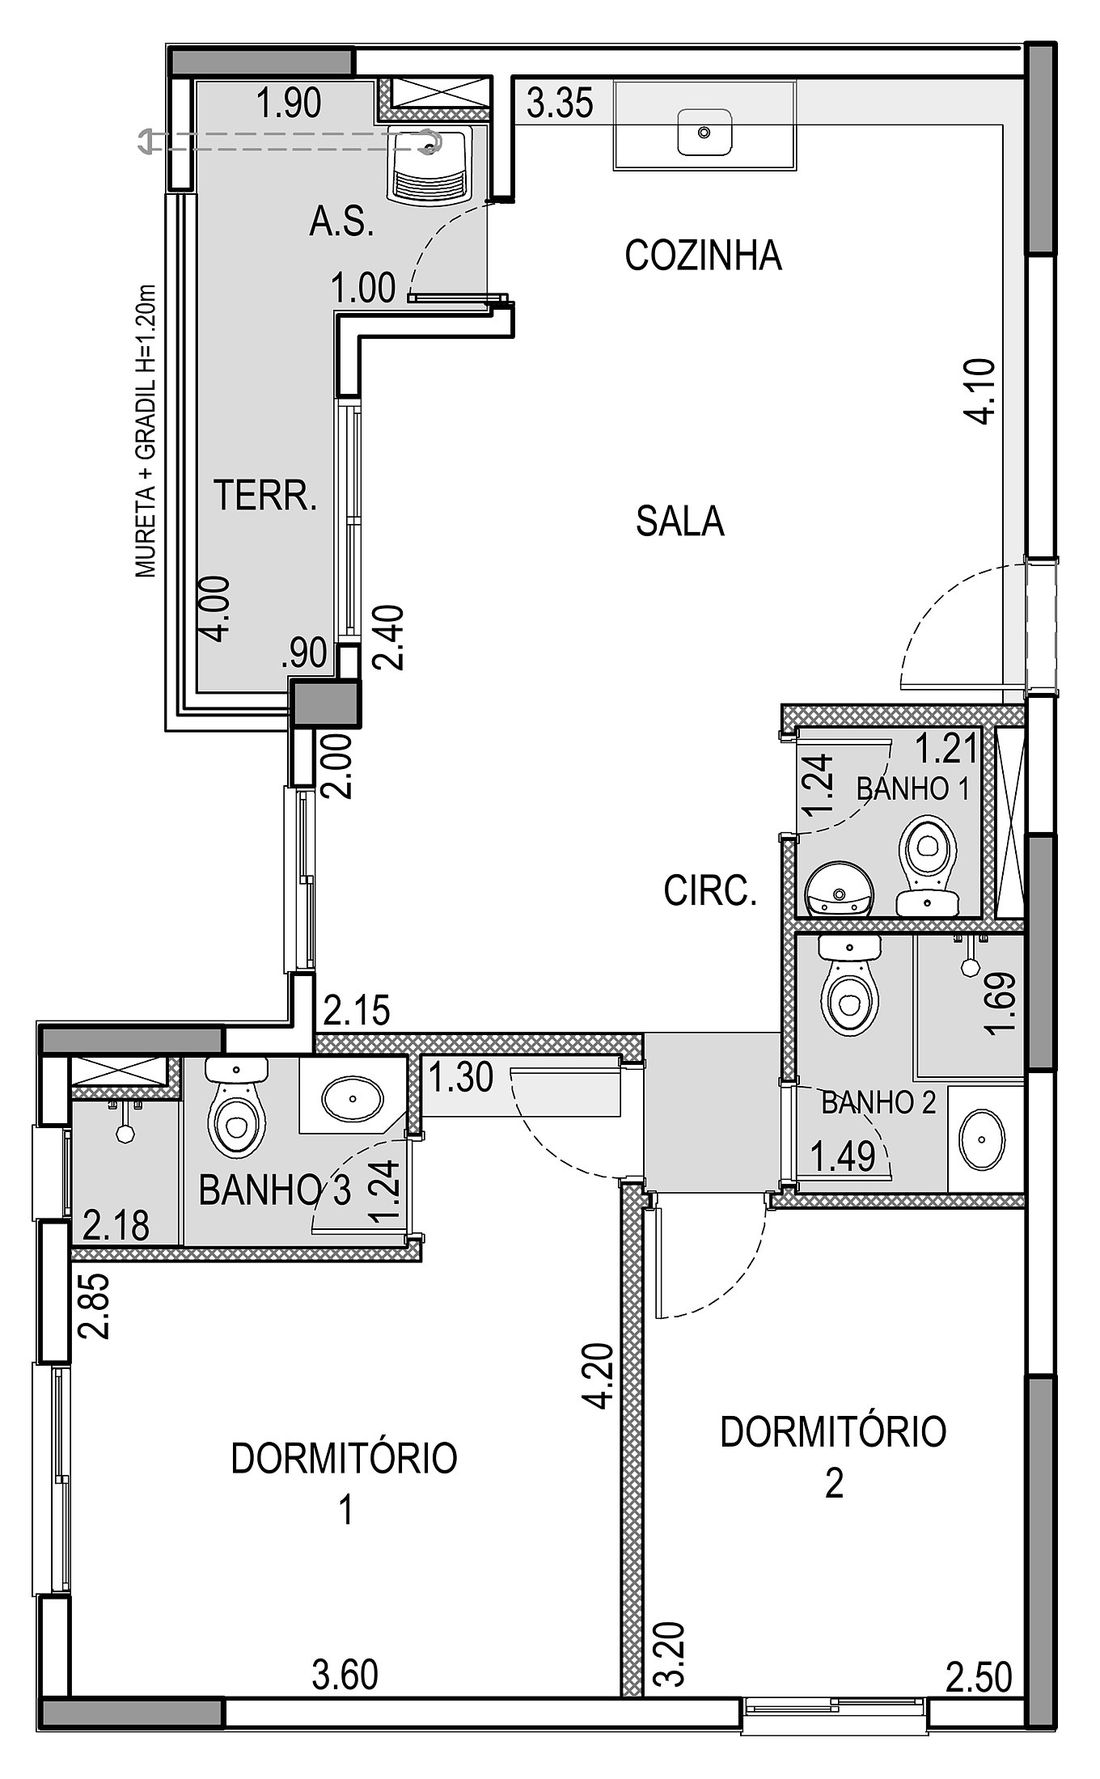 1.90
3.35
A.S.
COZINHA
1.00
MURETA + GRADIL H=1.20m
4.10
TERR.
SALA
4.00
.90
2.40
2.00
1.21
1.24
BANHO 1
CIRC.
2.15
1.69
1.30
BANHO 2
1.49
BANHO 3
1.24
2.18
2.85
4.20
DORMITÓRIO
1
DORMITÓRIO
2
3.20
3.60
2.50